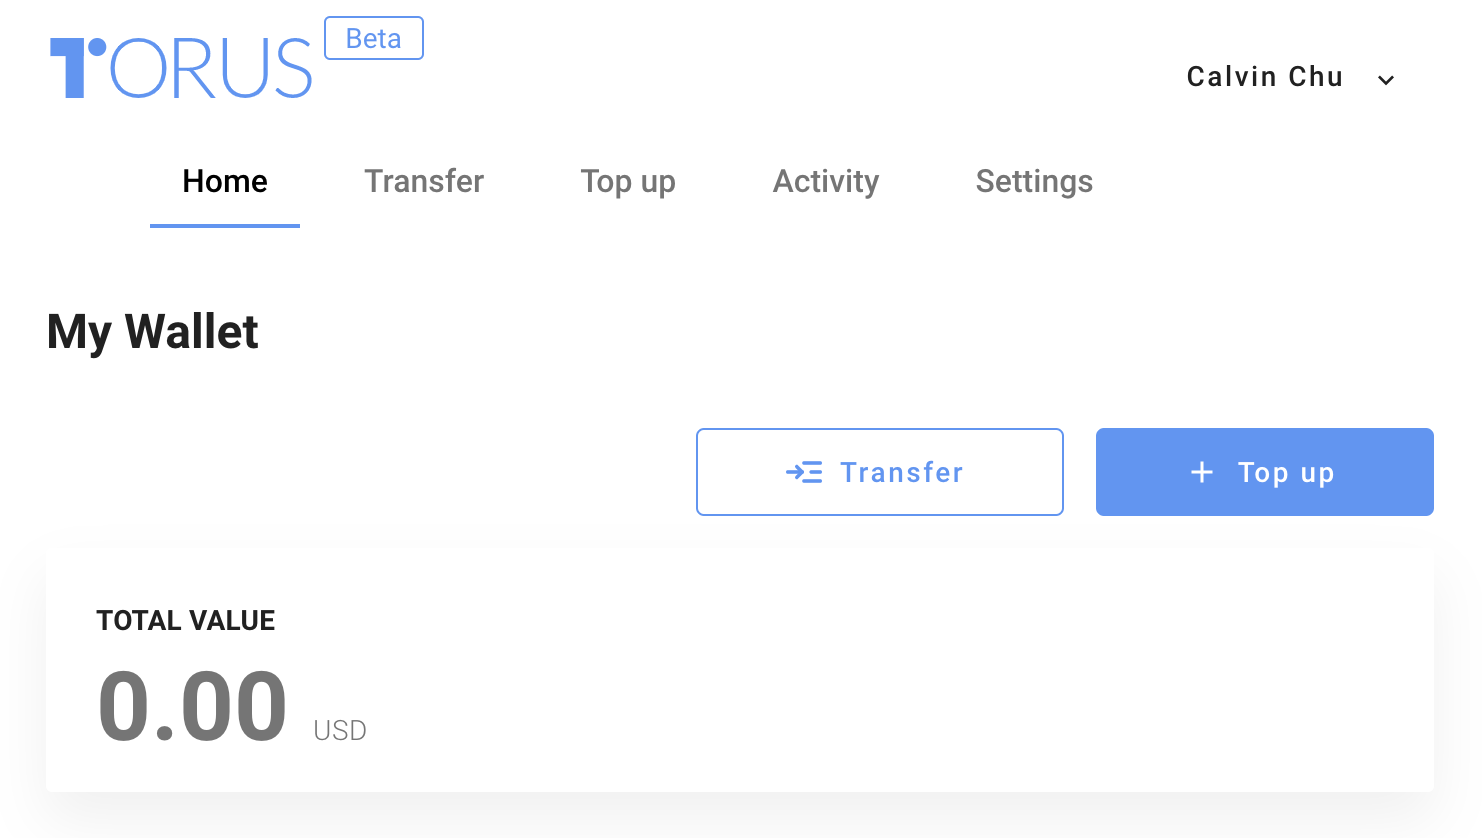 TORUS Beta
Calvin Chu
Home Transfer Top up Activity Settings
My Wallet
Transfer Top up
TOTAL VALUE
0.00 USD